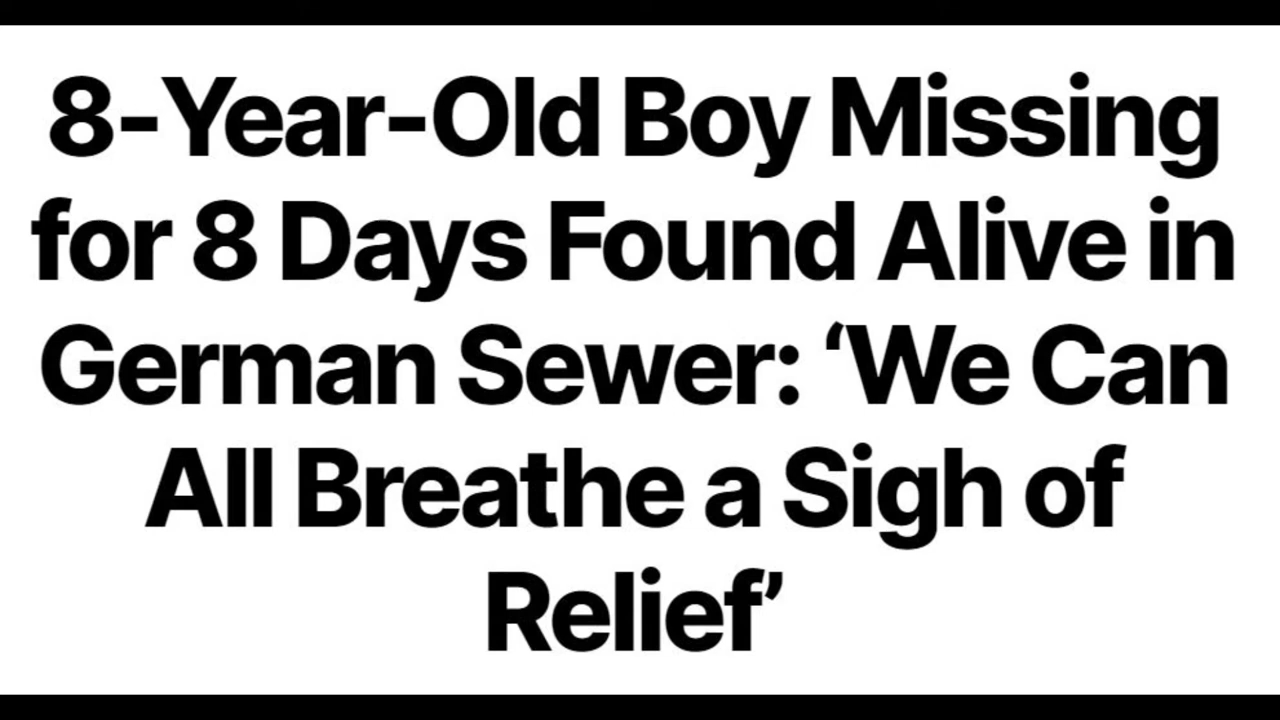 8-Year-Old Boy Missing
for 8 Days Found Alive in
German Sewer: ‘We Can
All Breathe a Sigh of
Relief’